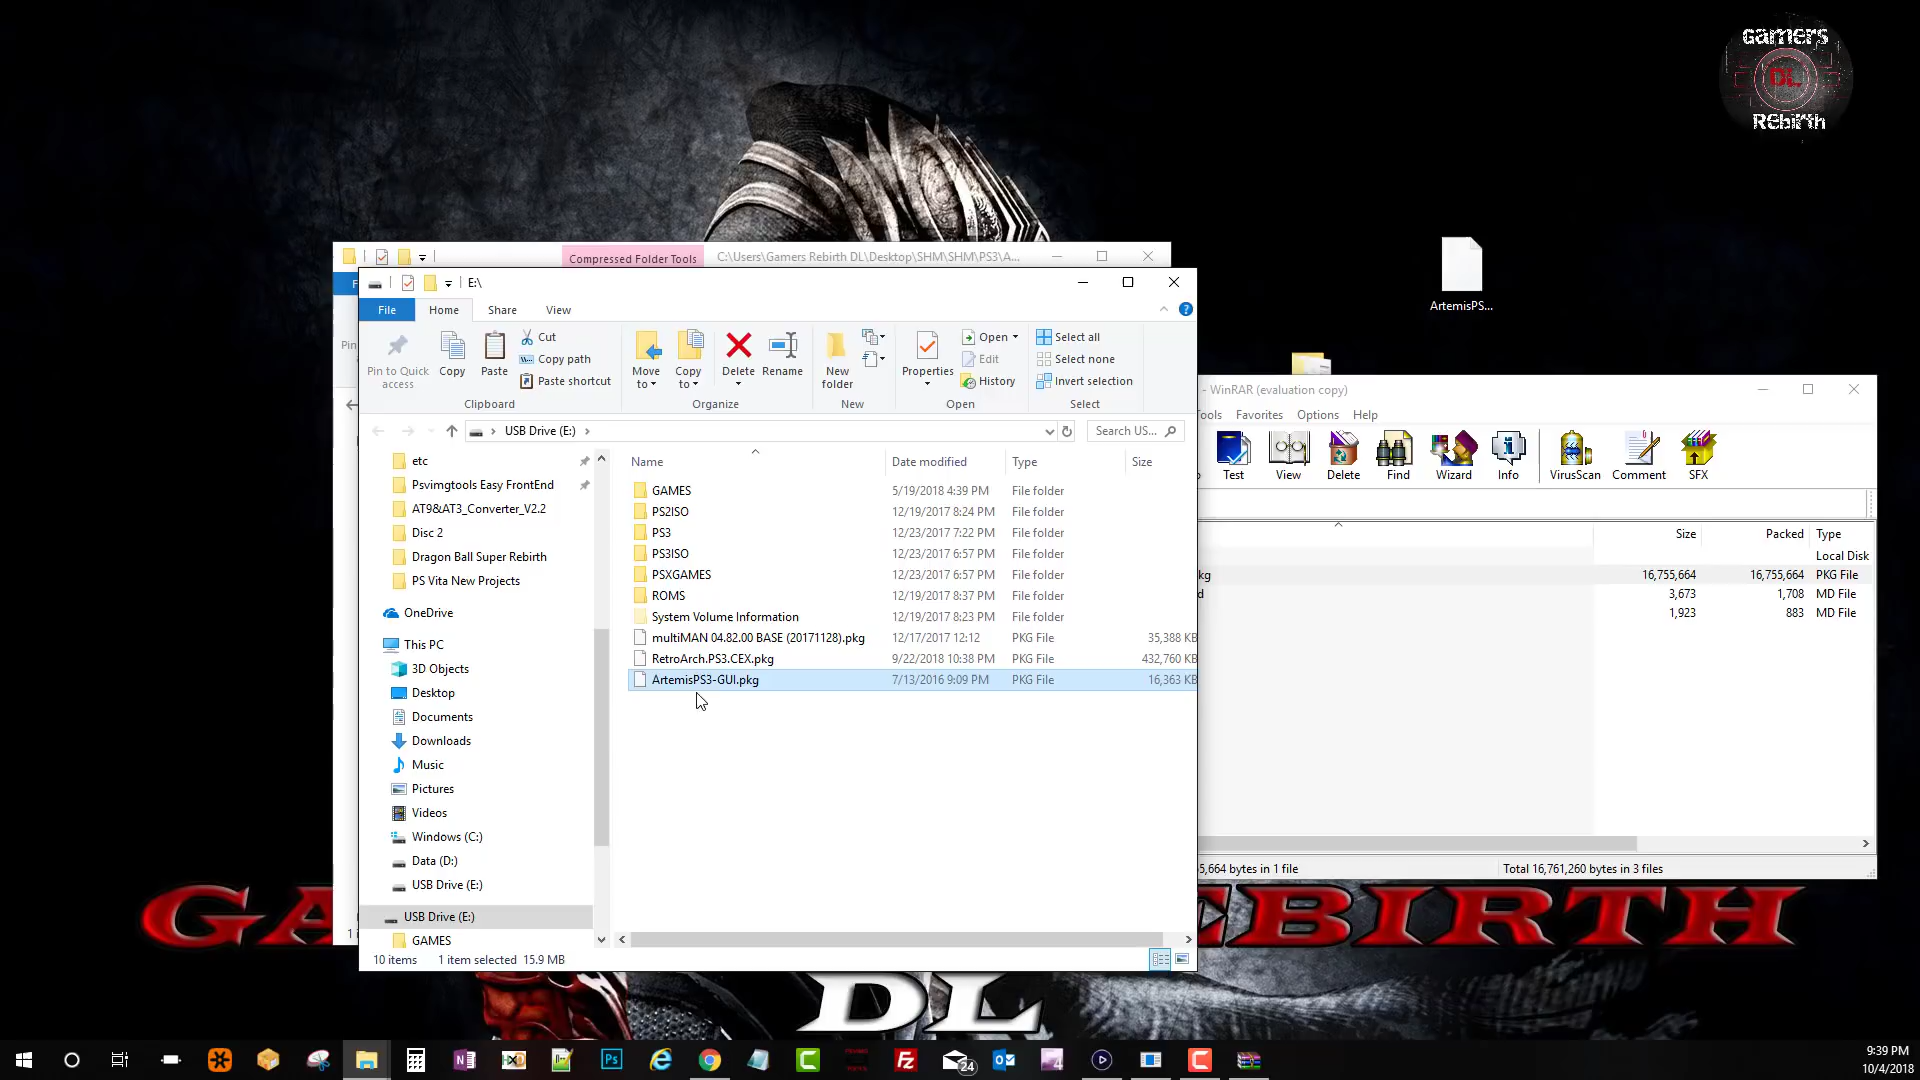 GAMERS
DL
REBIRTH
ArtemisPS...
Compressed Folder Tools
C:\Users\Gamers Rebirth DL\Desktop\SHM\SHM\PS3\A...
E:\
File
Home
Share
View
Pin to Quick access
Copy
Paste
Cut
Copy path
Paste shortcut
Clipboard
Move to
Copy to
Delete
Rename
Organize
New folder
New
Properties
Open
Edit
History
Open
Select all
Select none
Invert selection
Select
USB Drive (E:)
Search US...
etc
Psvimgtools Easy FrontEnd
AT9&AT3_Converter_V2.2
Disc 2
Dragon Ball Super Rebirth
PS Vita New Projects
OneDrive
This PC
3D Objects
Desktop
Documents
Downloads
Music
Pictures
Videos
Windows (C:)
Data (D:)
USB Drive (E:)
USB Drive (E:)
GAMES
Name Date modified Type Size
GAMES 5/19/2018 4:39 PM File folder
PS2ISO 12/19/2017 8:24 PM File folder
PS3 12/23/2017 7:22 PM File folder
PS3ISO 12/23/2017 6:57 PM File folder
PSXGAMES 12/23/2017 6:57 PM File folder
ROMS 12/19/2017 8:37 PM File folder
System Volume Information 12/19/2017 8:23 PM File folder
multiMAN 04.82.00 BASE (20171128).pkg 12/17/2017 12:12 PKG File 35,388 KB
RetroArch.PS3.CEX.pkg 9/22/2018 10:38 PM PKG File 432,760 KB
ArtemisPS3-GUI.pkg 7/13/2016 9:09 PM PKG File 16,363 KB
10 items 1 item selected 15.9 MB
- WinRAR (evaluation copy)
Tools Favorites Options Help
Test View Delete Find Wizard Info VirusScan Comment SFX
Size Packed Type
Local Disk
kg 16,755,664 16,755,664 PKG File
d 3,673 1,708 MD File
1,923 883 MD File
5,664 bytes in 1 file
Total 16,761,260 bytes in 3 files
GA
EBIRTH
DL
Ps
24
9:39 PM
10/4/2018